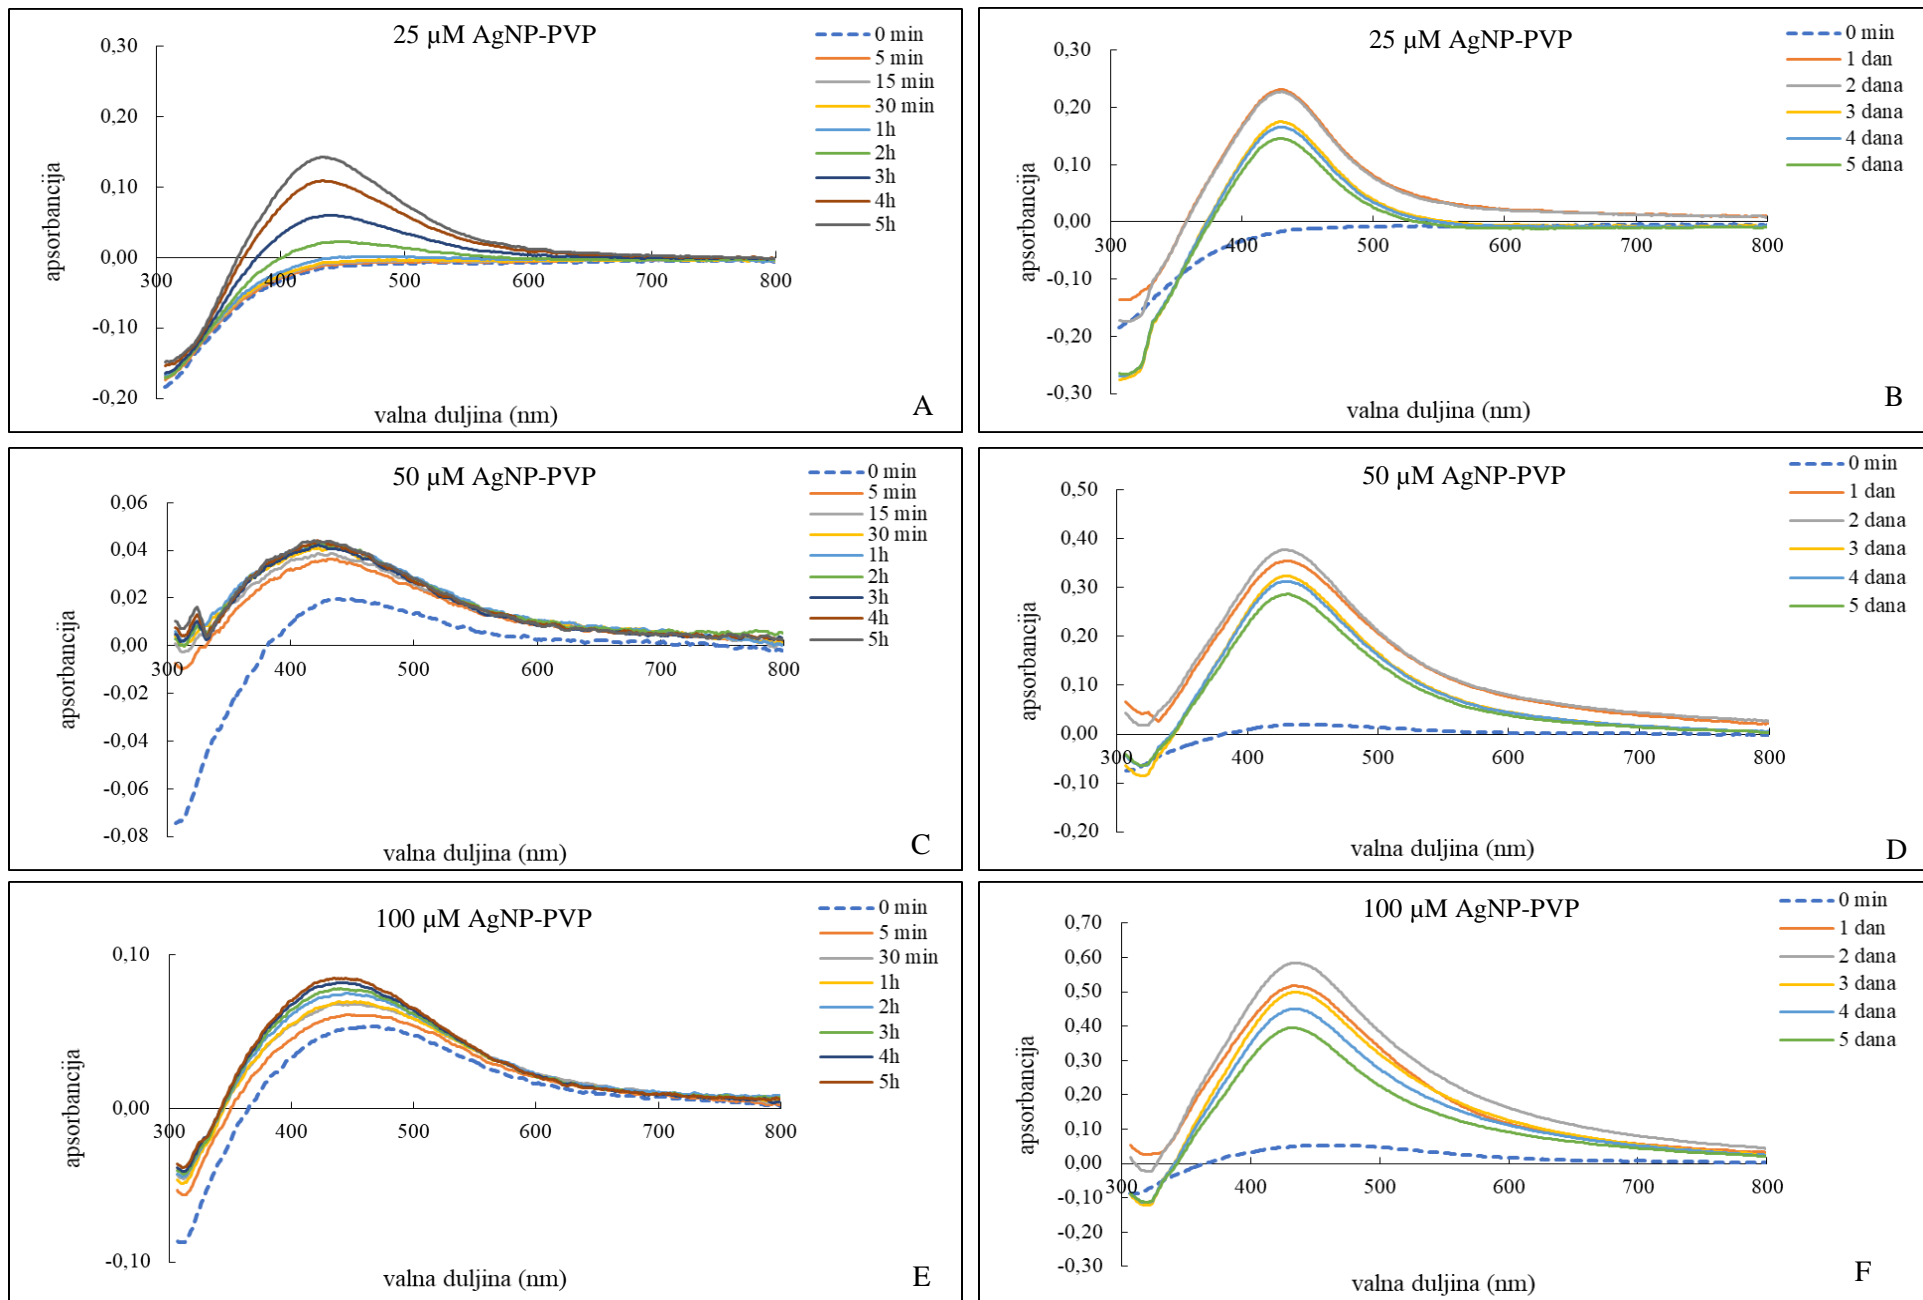 25 µM AgNP-PVP
0,30
0,20
0,10
0,00
-0,10
-0,20
300
400
500
600
700
800
apsorbancija
valna duljina (nm)
0 min
5 min
15 min
30 min
1h
2h
3h
4h
5h
A
25 µM AgNP-PVP
0,30
0,20
0,10
0,00
-0,10
-0,20
-0,30
300
400
500
600
700
800
apsorbancija
valna duljina (nm)
0 min
1 dan
2 dana
3 dana
4 dana
5 dana
B
50 µM AgNP-PVP
0,06
0,04
0,02
0,00
-0,02
-0,04
-0,06
-0,08
300
400
500
600
700
800
apsorbancija
valna duljina (nm)
0 min
5 min
15 min
30 min
1h
2h
3h
4h
5h
C
50 µM AgNP-PVP
0,50
0,40
0,30
0,20
0,10
0,00
-0,10
-0,20
300
400
500
600
700
800
apsorbancija
valna duljina (nm)
0 min
1 dan
2 dana
3 dana
4 dana
5 dana
D
100 µM AgNP-PVP
0,10
0,00
-0,10
300
400
500
600
700
800
apsorbancija
valna duljina (nm)
0 min
5 min
30 min
1h
2h
3h
4h
5h
E
100 µM AgNP-PVP
0,70
0,60
0,50
0,40
0,30
0,20
0,10
0,00
-0,10
-0,20
-0,30
300
400
500
600
700
800
apsorbancija
valna duljina (nm)
0 min
1 dan
2 dana
3 dana
4 dana
5 dana
F